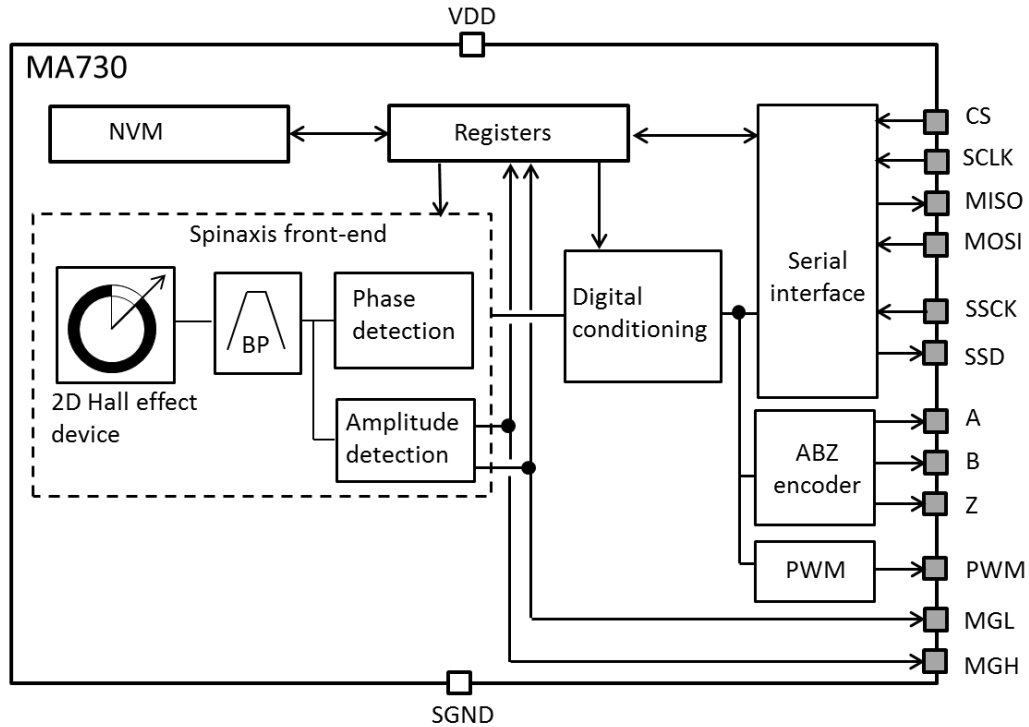 VDD
MA730
NVM
Registers
CS
SCLK
MISO
MOSI
SSCK
SSD
Serial
interface
Spinaxis front-end
Phase
detection
BP
Digital
conditioning
2D Hall effect
device
Amplitude
detection
ABZ
encoder
A
B
Z
PWM
PWM
MGL
MGH
SGND